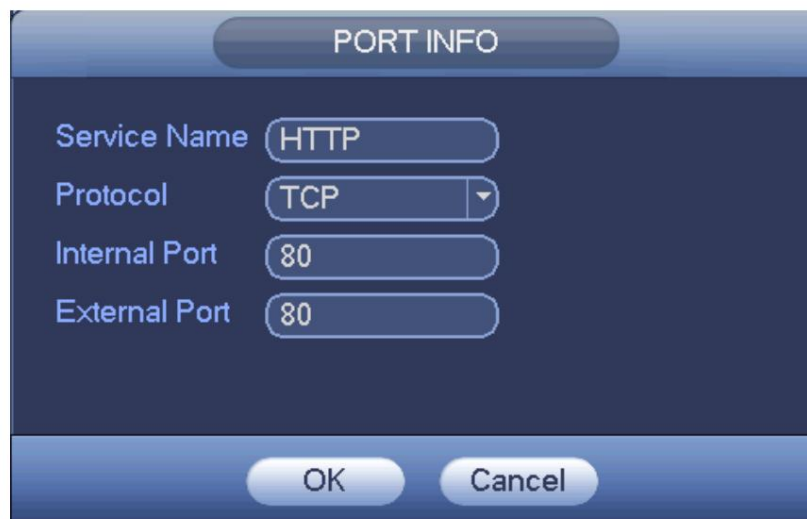 PORT INFO
Service Name HTTP
Protocol TCP
Internal Port 80
External Port 80
OK Cancel